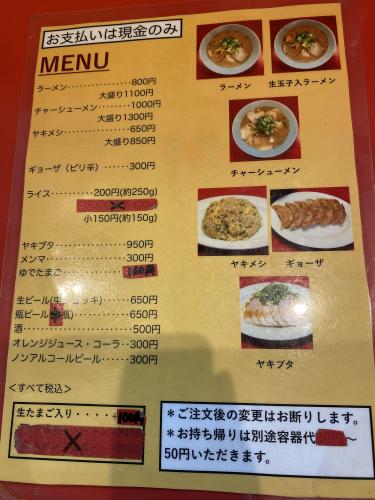 お支払いは現金のみ
MENU
ラーメン・・・・・・・・・・・・・・800円
大盛り1100円
チャーシューメン・・・・・・・・1000円
大盛り1300円
ヤキメシ・・・・・・・・・・・・・・650円
大盛り850円
ギョーザ(ピリ辛)・・・・・・300円
ライス・・・・・・・・・200円(約250g)
小150円(約150g)
ヤキブタ・・・・・・・・・・・・・・950円
メンマ・・・・・・・・・・・・・・・300円
ゆでたまご・・・・・・・・・・・
生ビール(・・・・・・650円
瓶ビール・・・・・・・・・650円
酒・・・・・・・・・・・・・・・・・・500円
オレンジジュース・コーラ・・300円
ノンアルコールビール・・・・300円
<すべて税込>
生たまご入り・・・・+100円
ラーメン
生玉子入ラーメン
チャーシューメン
ヤキメシ
ギョーザ
ヤキブタ
*ご注文後の変更はお断りします。
*お持ち帰りは別途容器代～
50円いただきます。